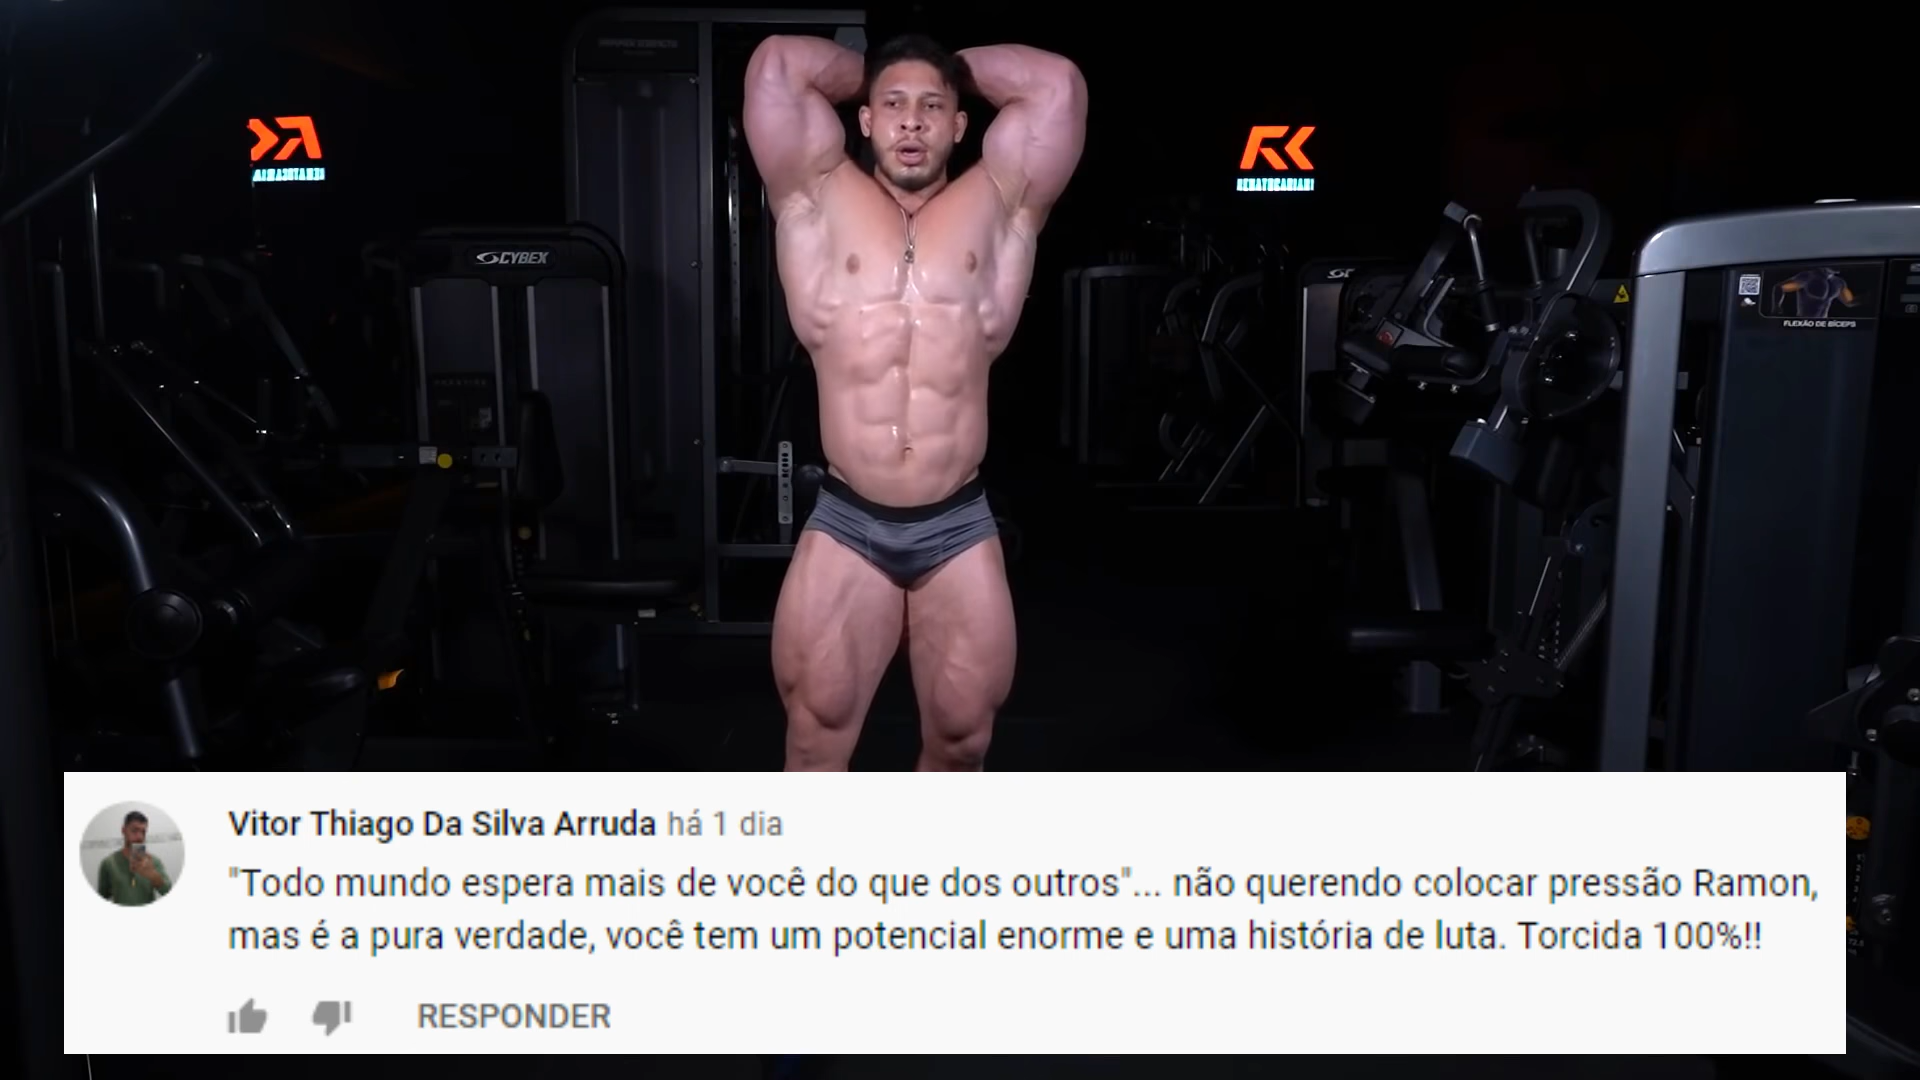 RK
RENATOCARIANI
CYBEX
FLEXÃO DE BÍCEPS
Vitor Thiago Da Silva Arruda há 1 dia
"Todo mundo espera mais de você do que dos outros"... não querendo colocar pressão Ramon,
mas é a pura verdade, você tem um potencial enorme e uma história de luta. Torcida 100%!!
RESPONDER